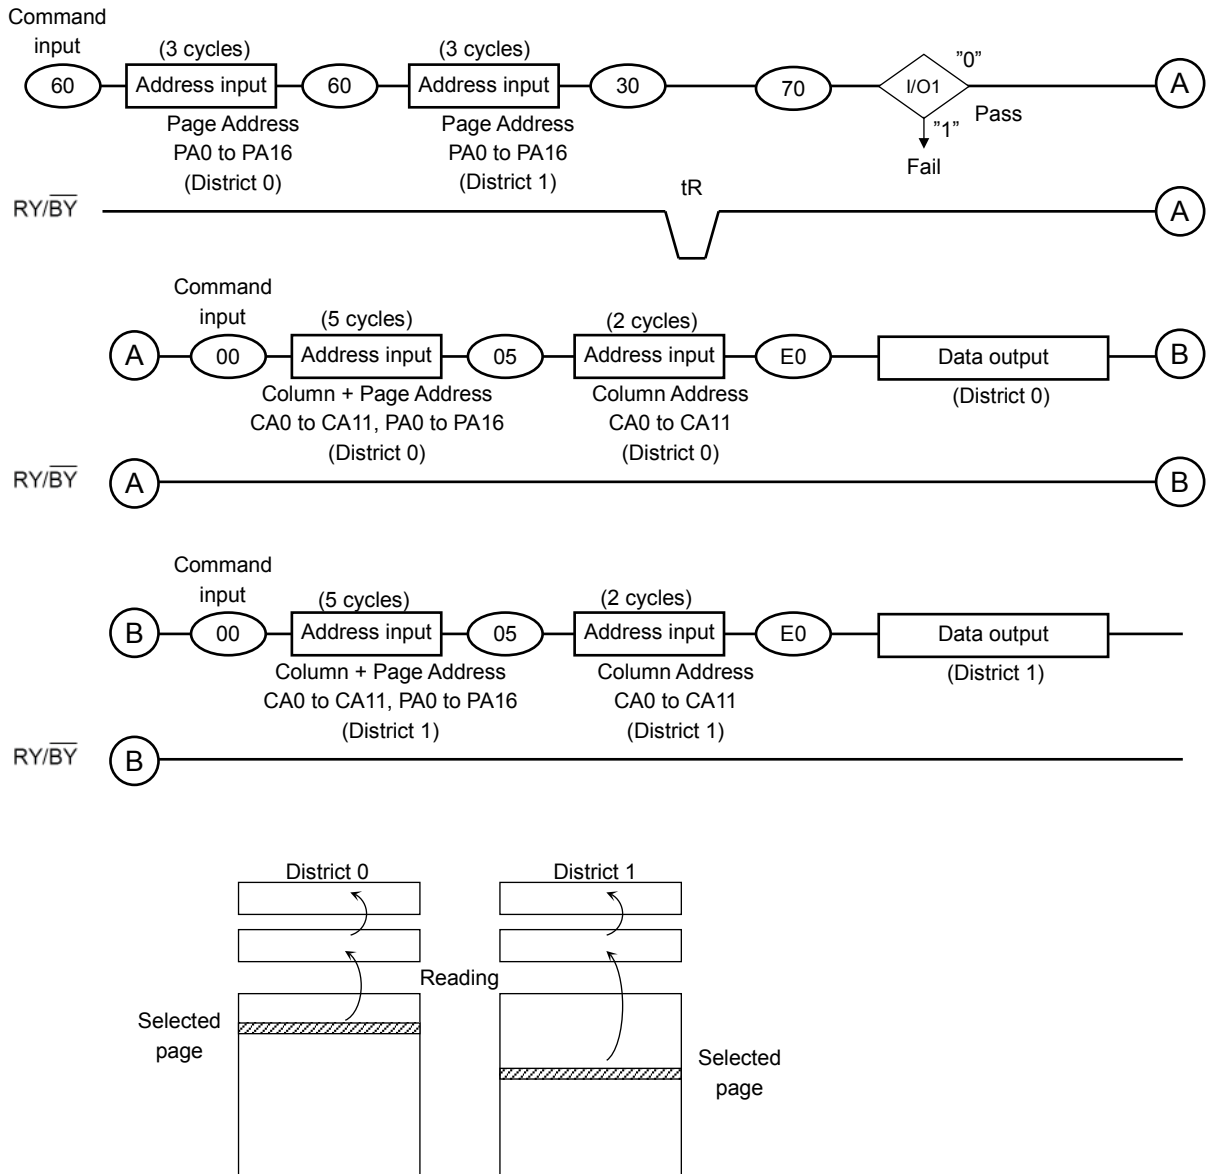 Command
input
(3 cycles)
(3 cycles)
60
Address input
60
Address input
30
70
I/O1
"0"
Pass
"1"
Fail
A
Page Address
PA0 to PA16
(District 0)
Page Address
PA0 to PA16
(District 1)
tR
RY/BY
A
Command
input
(5 cycles)
(2 cycles)
A
00
Address input
05
Address input
E0
Data output
B
Column + Page Address
CA0 to CA11, PA0 to PA16
(District 0)
Column Address
CA0 to CA11
(District 0)
(District 0)
RY/BY
A
B
Command
input
(5 cycles)
(2 cycles)
B
00
Address input
05
Address input
E0
Data output
Column + Page Address
CA0 to CA11, PA0 to PA16
(District 1)
Column Address
CA0 to CA11
(District 1)
(District 1)
RY/BY
B
District 0
District 1
Reading
Selected
page
Selected
page